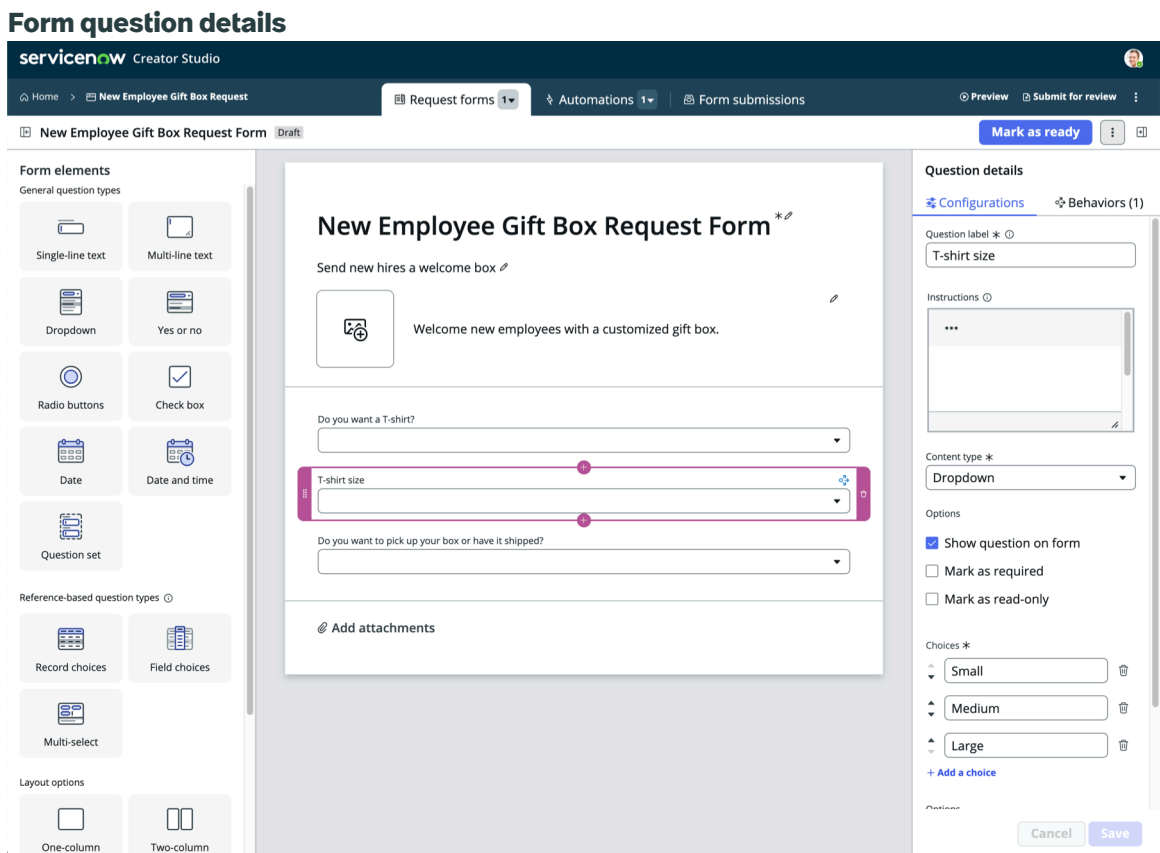 Form question details
servicenow Creator Studio
Home > New Employee Gift Box Request
Request forms 1
Automations 1
Form submissions
Preview
Submit for review
New Employee Gift Box Request Form Draft
Mark as ready
Form elements
General question types
Single-line text
Multi-line text
Dropdown
Yes or no
Radio buttons
Check box
Date
Date and time
Question set
Reference-based question types
Record choices
Field choices
Multi-select
Layout options
One-column
Two-column
New Employee Gift Box Request Form *
Send new hires a welcome box
Welcome new employees with a customized gift box.
Do you want a T-shirt?
T-shirt size
Do you want to pick up your box or have it shipped?
Add attachments
Question details
Configurations
Behaviors (1)
Question label *
T-shirt size
Instructions
Content type *
Dropdown
Options
Show question on form
Mark as required
Mark as read-only
Choices *
Small
Medium
Large
+ Add a choice
Options
Cancel
Save